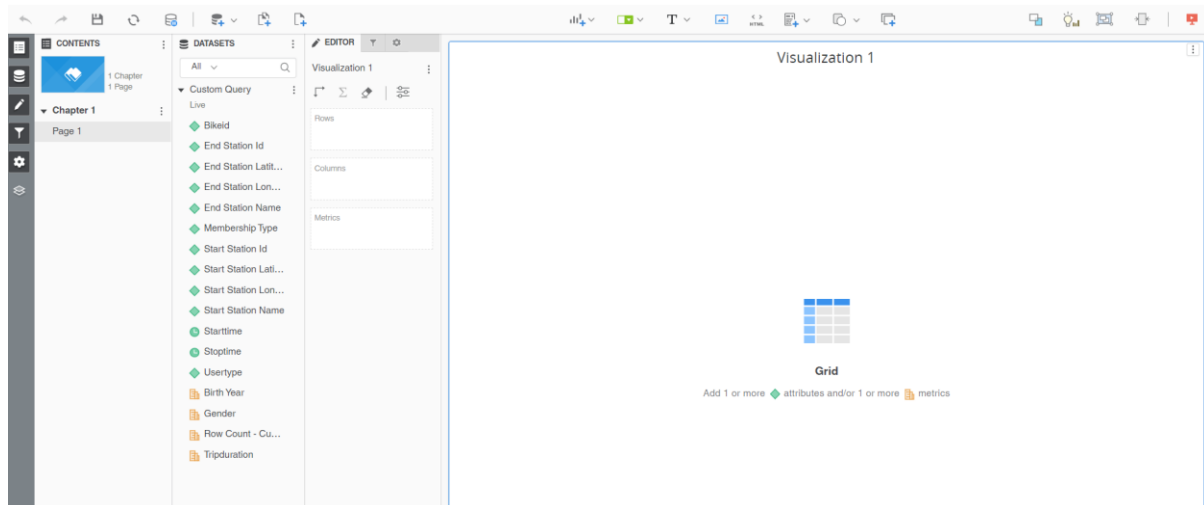 CONTENTS
1 Chapter
1 Page
Chapter 1
Page 1
DATASETS
All
Custom Query
Live
Bikeid
End Station Id
End Station Latit...
End Station Lon...
End Station Name
Membership Type
Start Station Id
Start Station Lati...
Start Station Lon...
Start Station Name
Starttime
Stoptime
Usertype
Birth Year
Gender
Row Count - Cu...
Tripduration
EDITOR
Visualization 1
Rows
Columns
Metrics
T
HTML
Visualization 1
Grid
Add 1 or more attributes and/or 1 or more metrics